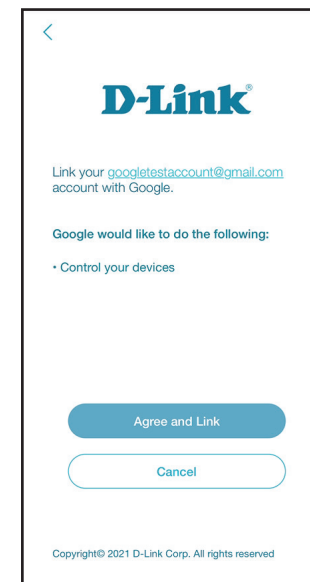 D-Link®
Link your googletestaccount@gmail.com
account with Google.
Google would like to do the following:
• Control your devices
Agree and Link
Cancel
Copyright© 2021 D-Link Corp. All rights reserved